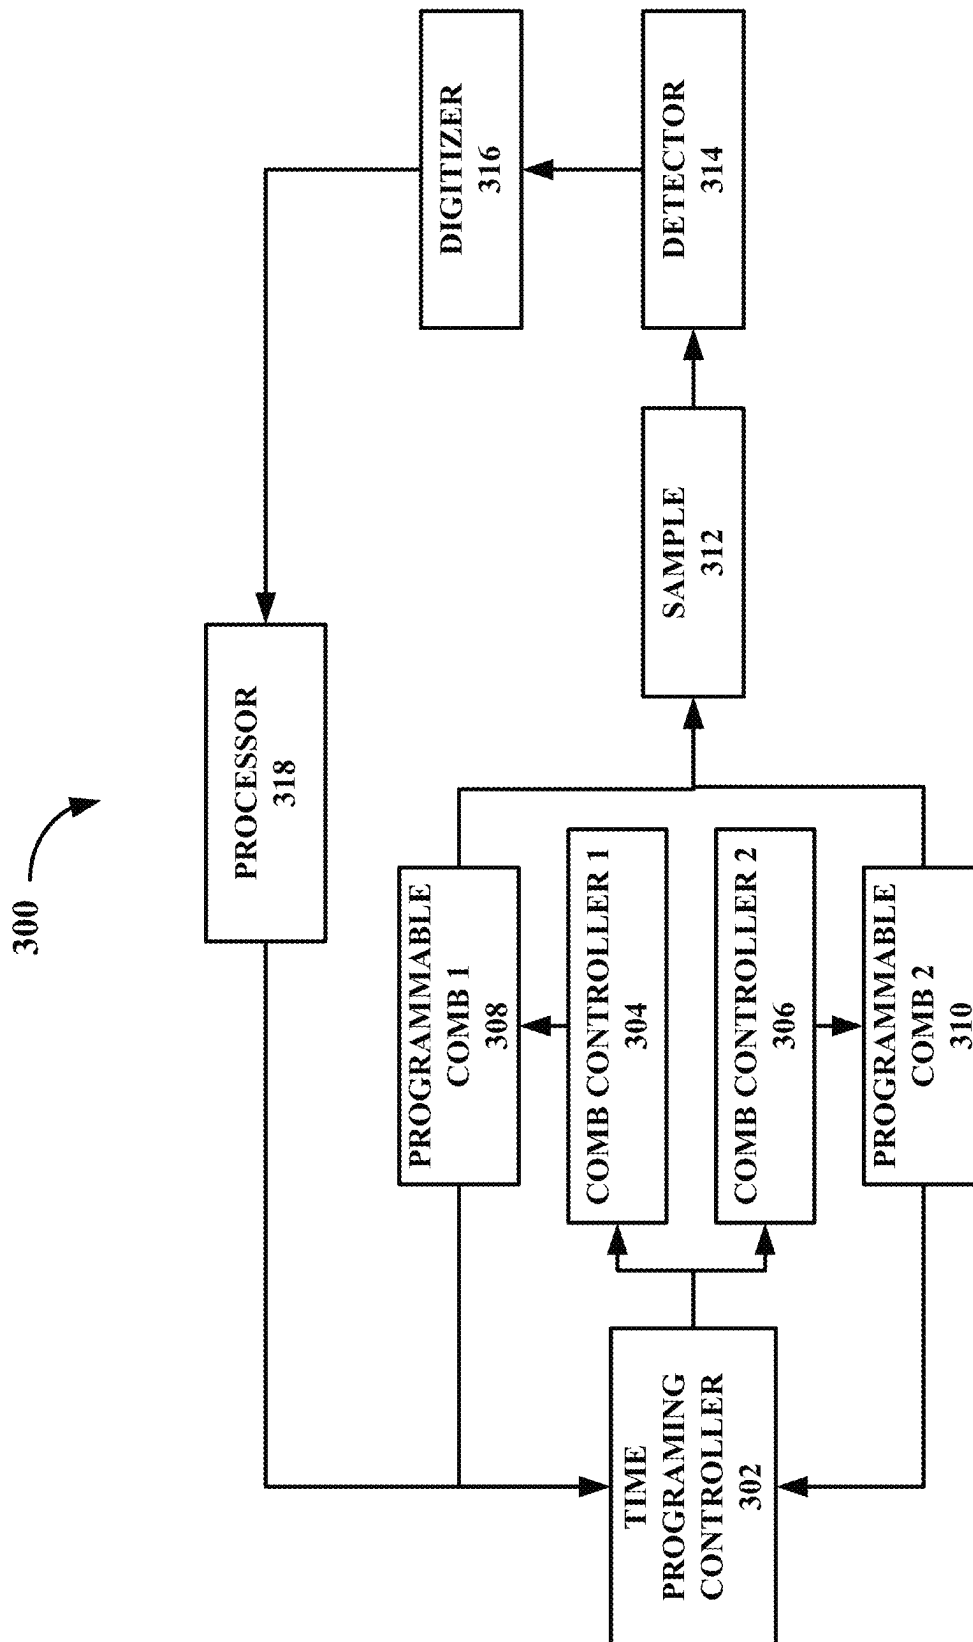 300
PROCESSOR
318
PROGRAMMABLE
COMB 1
308
COMB CONTROLLER 1
304
COMB CONTROLLER 2
306
PROGRAMMABLE
COMB 2
310
TIME
PROGRAMING
CONTROLLER
302
SAMPLE
312
DIGITIZER
316
DETECTOR
314